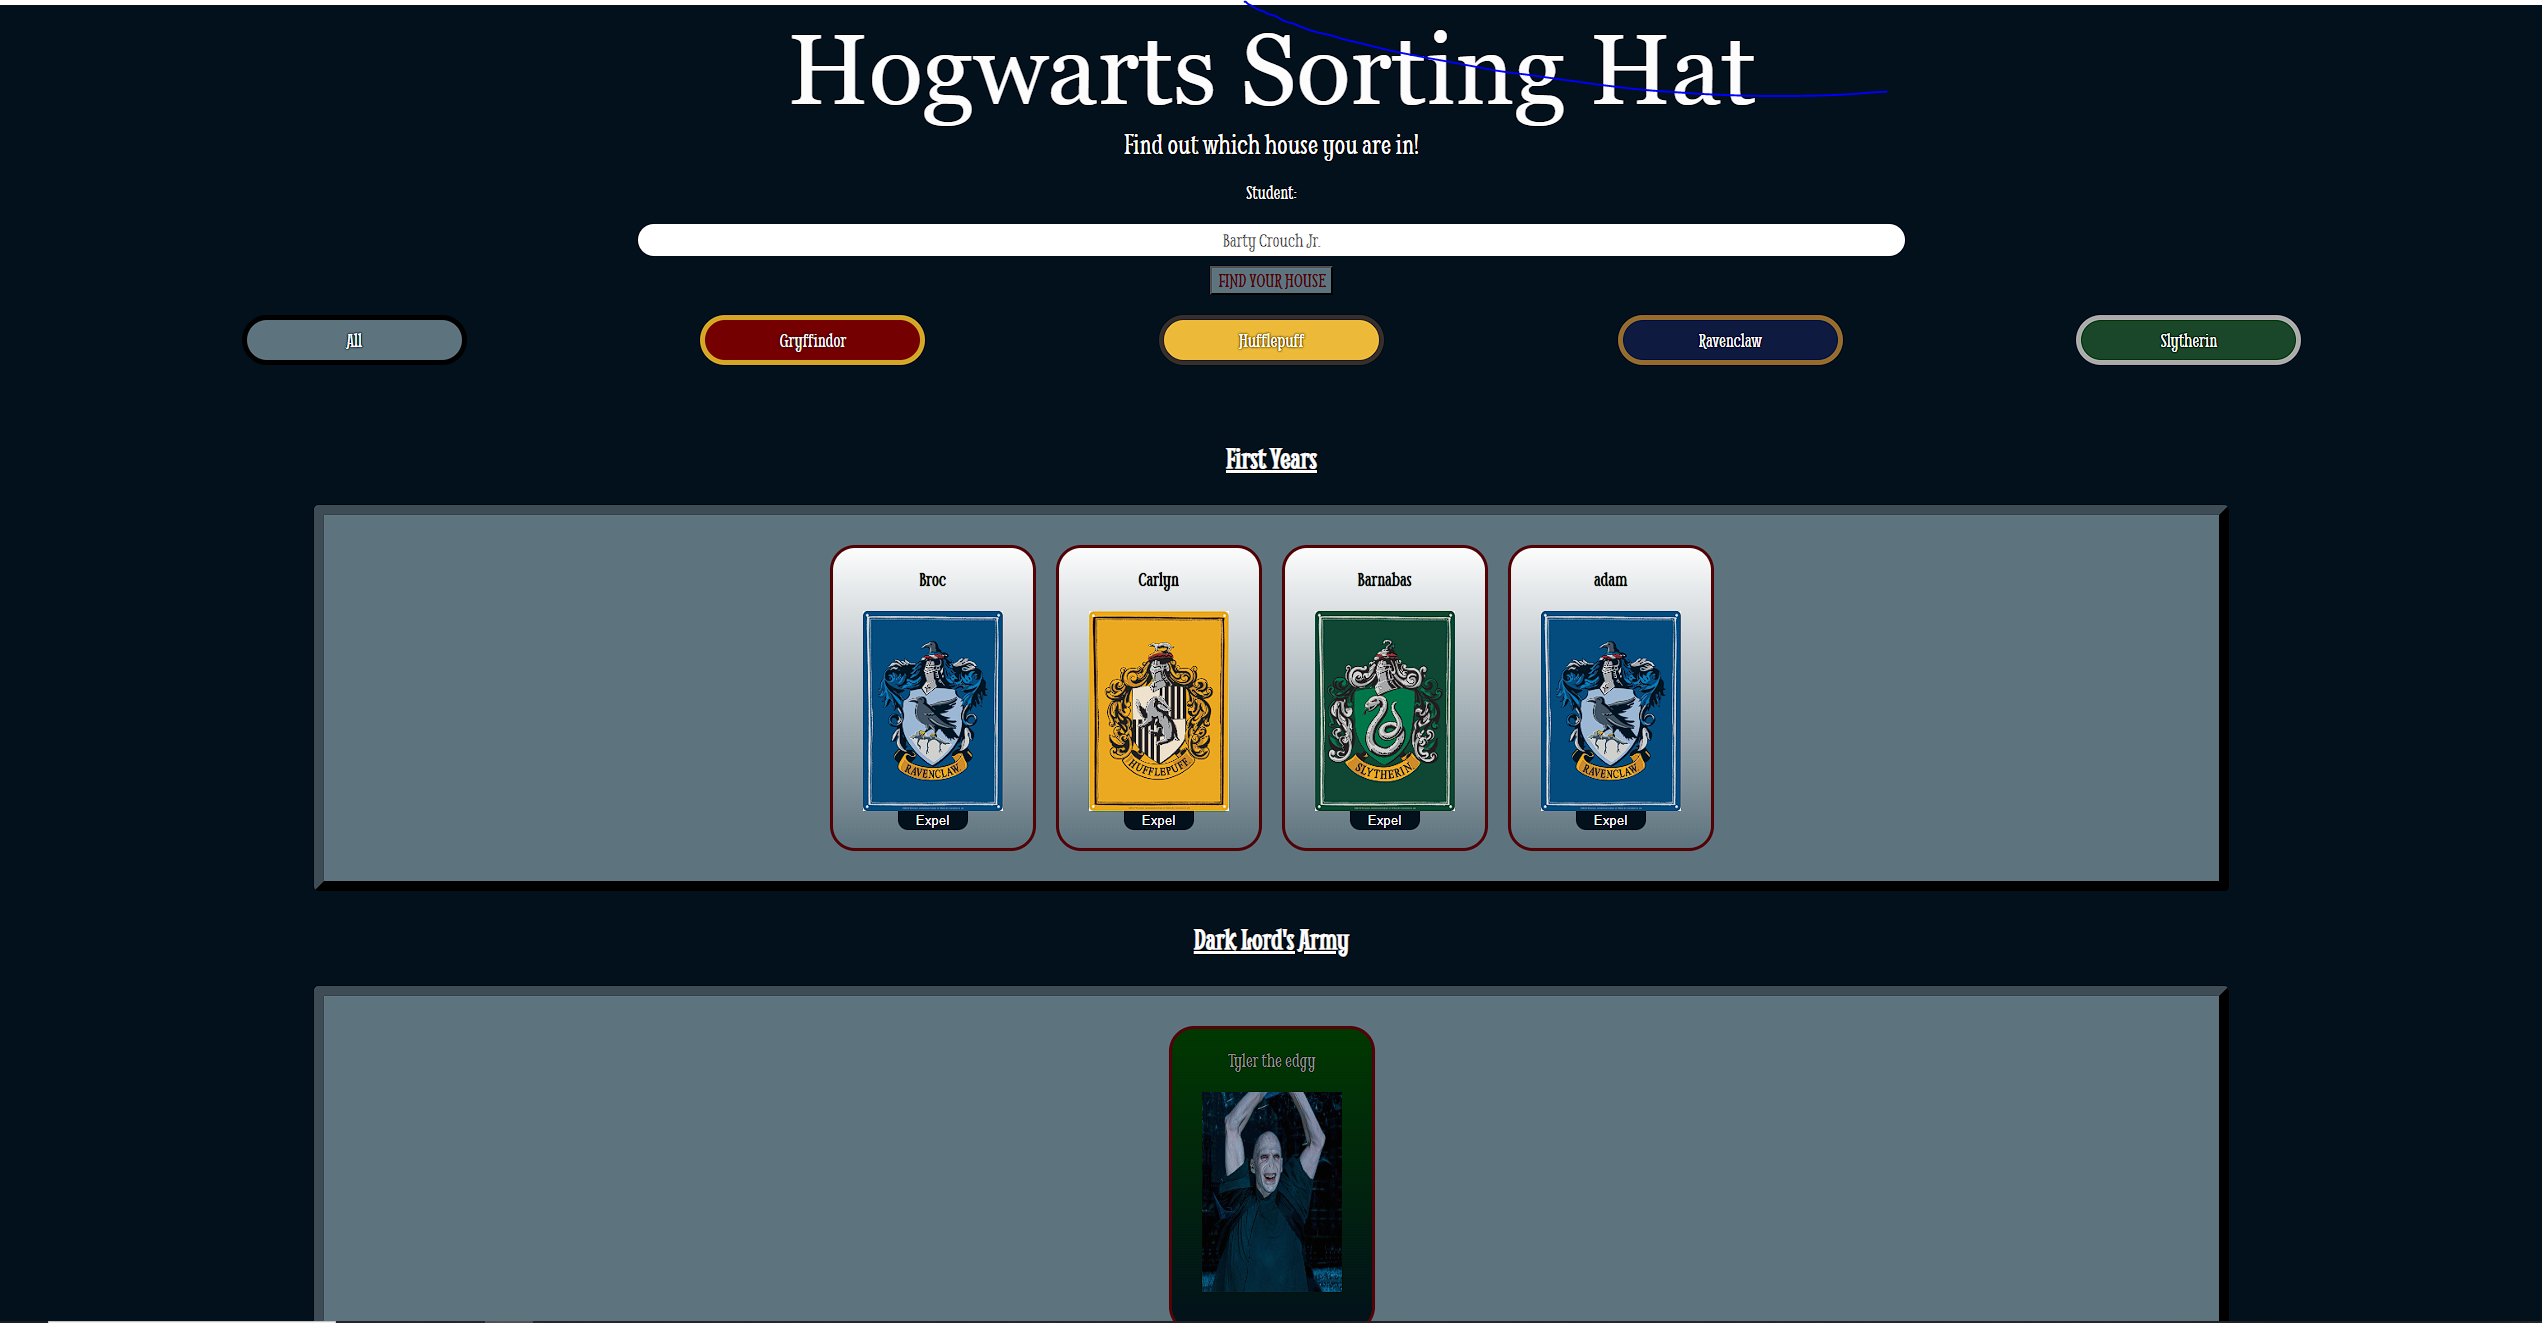 Hogwarts Sorting Hat
Find out which house you are in!
Student:
Barty Crouch Jr.
FIND YOUR HOUSE
All Gryffindor Hufflepuff Ravenclaw Slytherin
First Years
Broc Carlyn Barnabas adam
RAVENCLAW HUFFLEPUFF SLYTHERIN RAVENCLAW
Expel Expel Expel Expel
Dark Lord's Army
Tyler the edgy